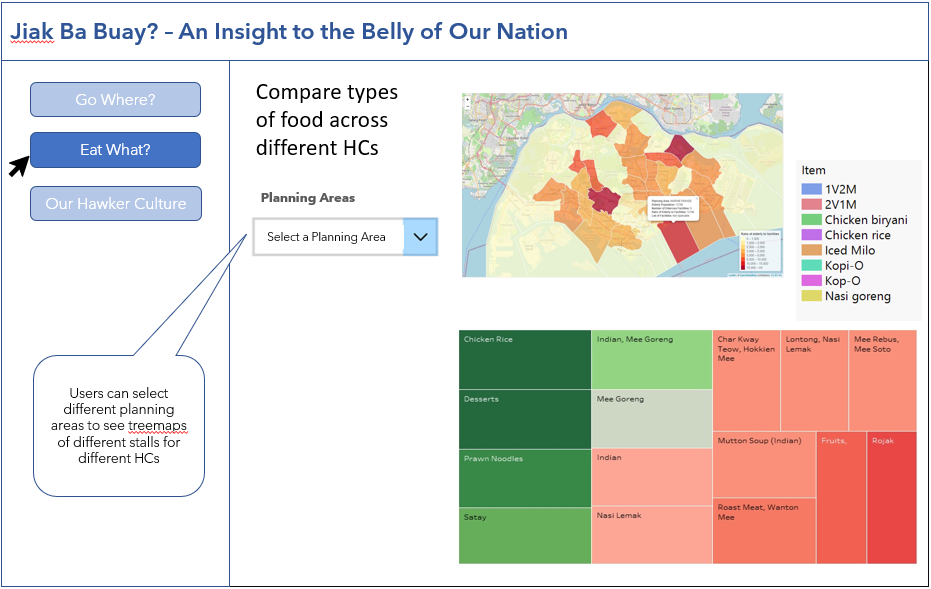 Jiak Ba Buay? – An Insight to the Belly of Our Nation
Go Where?
Eat What?
Our Hawker Culture
Compare types
of food across
different HCs
Planning Areas
Select a Planning Area
Users can select
different planning
areas to see treemaps
of different stalls for
different HCs
Item
1V2M
2V1M
Chicken biryani
Chicken rice
Iced Milo
Kopi-O
Kop-O
Nasi goreng
Chicken Rice
Desserts
Prawn Noodles
Satay
Indian, Mee Goreng
Mee Goreng
Indian
Nasi Lemak
Char Kway
Teow, Hokkien
Mee
Lontong, Nasi
Lemak
Mee Rebus,
Mee Soto
Mutton Soup (Indian)
Roast Meat, Wanton
Mee
Fruits,
Rojak